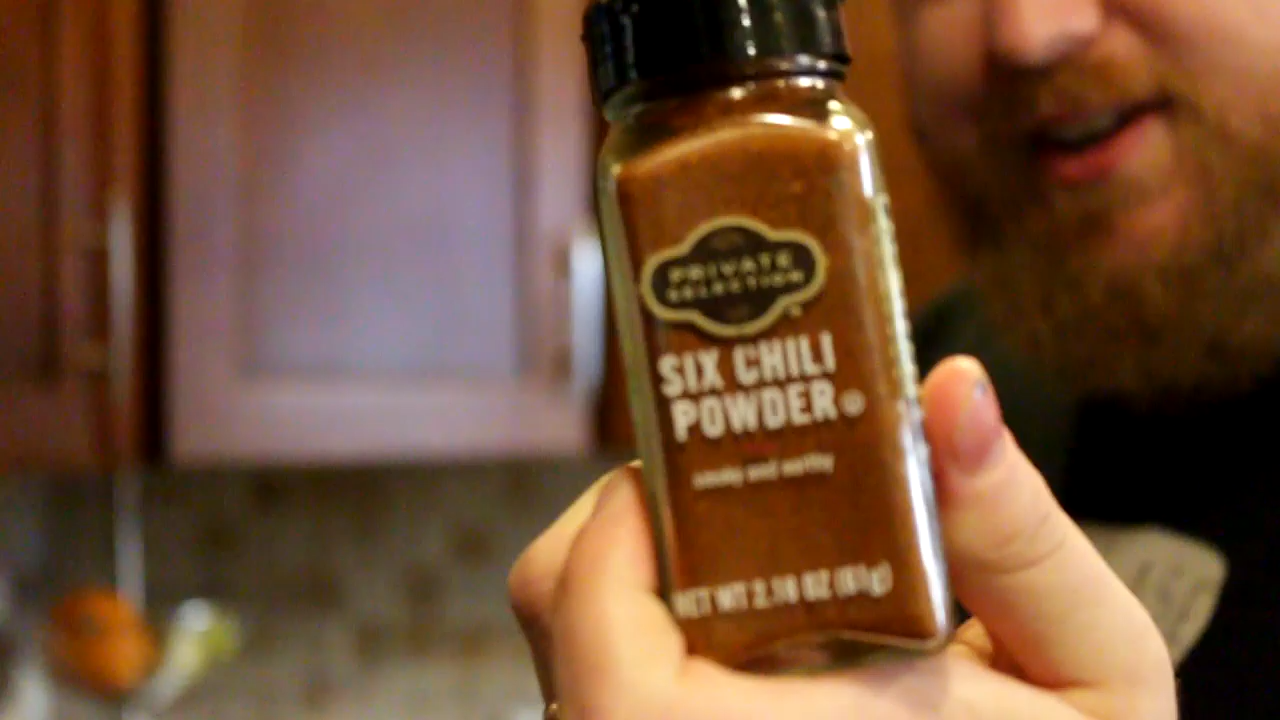 PRIVATE
SELECTION
SIX CHILI
POWDER
smoky and earthy
NET WT 2.16 OZ (61g)